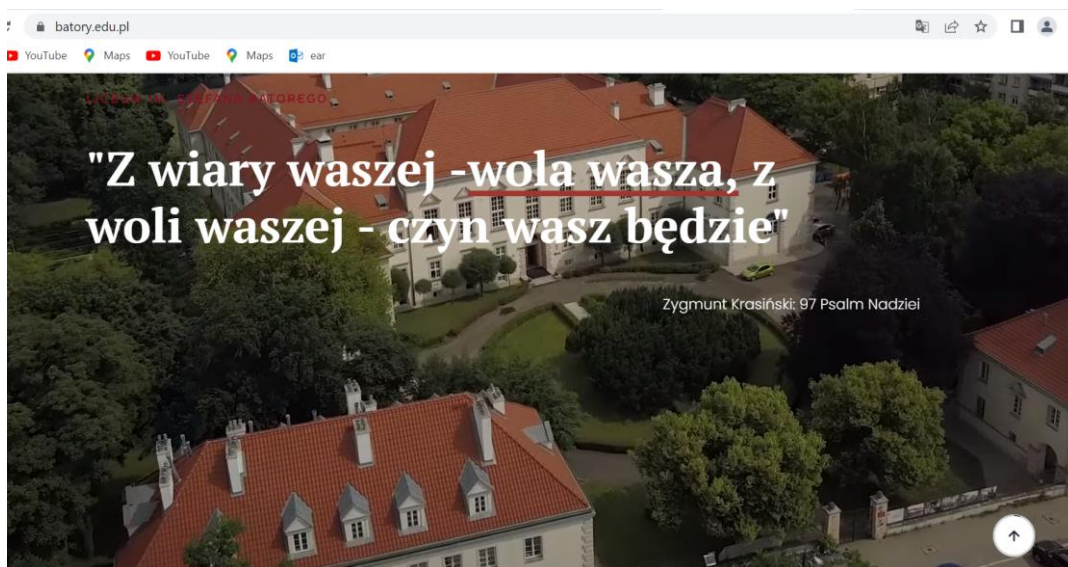 batory.edu.pl
YouTube Maps YouTube Maps ear
LICEUM IM. STEFANA BATOREGO
"Z wiary waszej -wola wasza, z
woli waszej - czyn wasz będzie"
Zygmunt Krasiński: 97 Psalm Nadziei